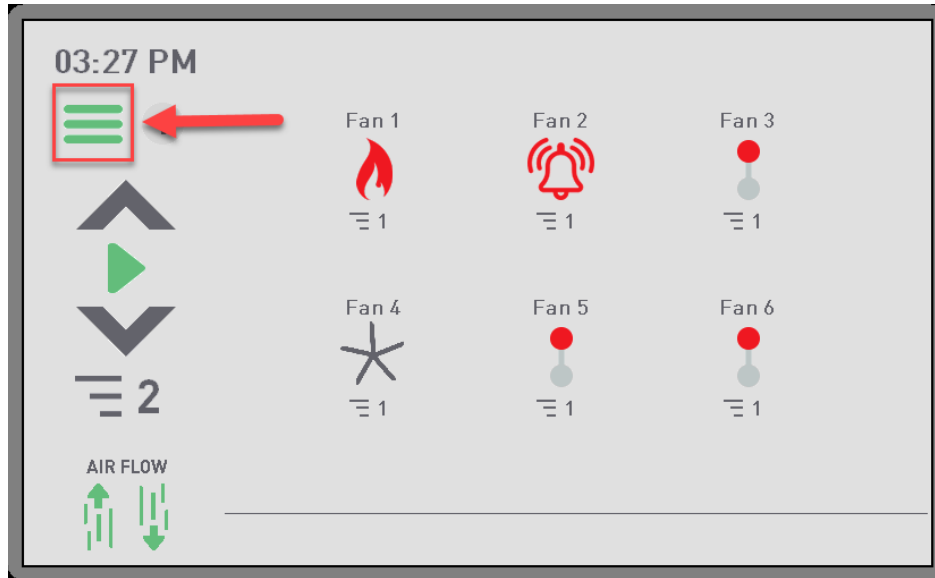 03:27 PM
Fan 1
Fan 2
Fan 3
1
1
1
Fan 4
Fan 5
Fan 6
1
1
1
2
AIR FLOW